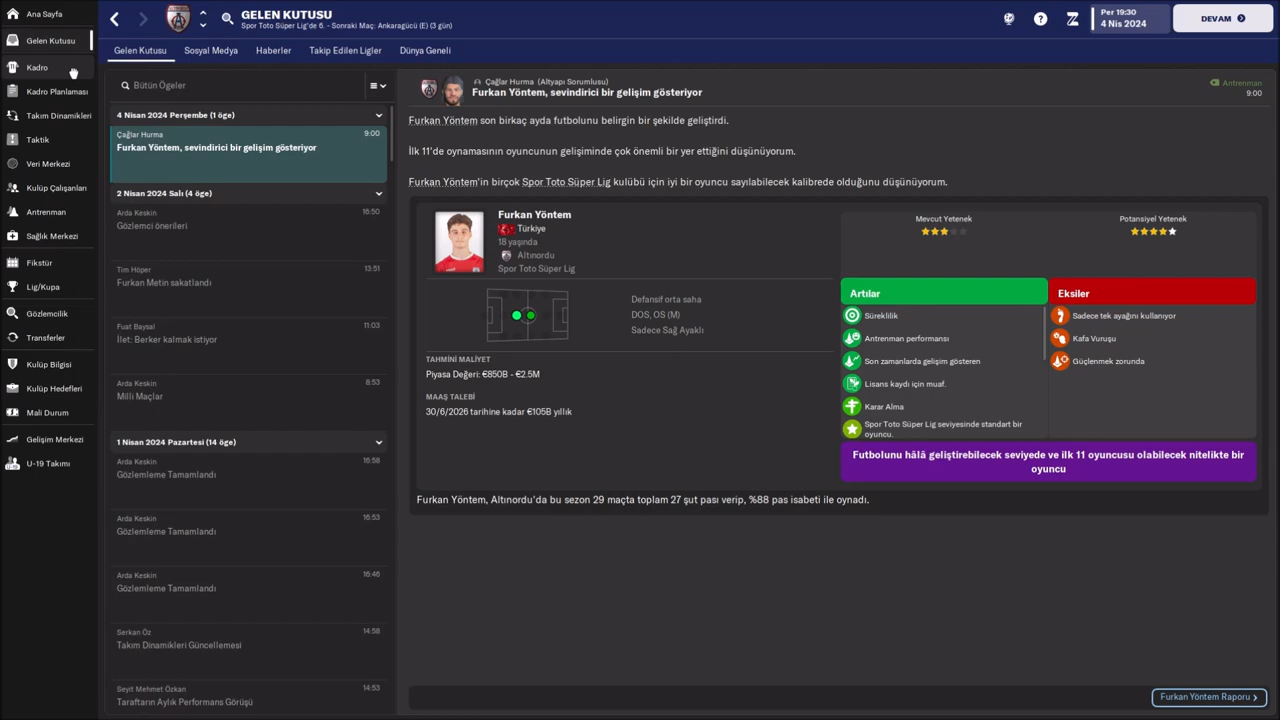 Ana Sayfa
Gelen Kutusu
Kadro
Kadro Planlaması
Takım Dinamikleri
Taktik
Veri Merkezi
Kulüp Çalışanları
Antrenman
Sağlık Merkezi
Fikstür
Lig/Kupa
Gözlemcilik
Transferler
Kulüp Bilgisi
Kulüp Hedefleri
Mali Durum
Gelişim Merkezi
U-19 Takımı
GELEN KUTUSU
Spor Toto Süper Lig'de 6. - Sonraki Maç: Ankaragücü (E) (3 gün)
Per 19:30
4 Nis 2024
DEVAM
Gelen Kutusu
Sosyal Medya
Haberler
Takip Edilen Ligler
Dünya Geneli
Bütün Ögeler
4 Nisan 2024 Perşembe (1 öge)
Çağlar Hurma 9:00
Furkan Yöntem, sevindirici bir gelişim gösteriyor
2 Nisan 2024 Salı (4 öge)
Arda Keskin 16:50
Gözlemci önerileri
Tim Höper 13:51
Furkan Metin sakatlandı
Fuat Baysal 11:03
İlet: Berker kalmak istiyor
Arda Keskin 8:53
Milli Maçlar
1 Nisan 2024 Pazartesi (14 öge)
Arda Keskin 16:58
Gözlemleme Tamamlandı
Arda Keskin 16:53
Gözlemleme Tamamlandı
Arda Keskin 16:46
Gözlemleme Tamamlandı
Serkan Öz 14:58
Takım Dinamikleri Güncellemesi
Seyit Mehmet Özkan 14:53
Taraftarın Aylık Performans Görüşü
Çağlar Hurma (Altyapı Sorumlusu)
Furkan Yöntem, sevindirici bir gelişim gösteriyor
Antrenman
9:00
Furkan Yöntem son birkaç ayda futbolunu belirgin bir şekilde geliştirdi.
İlk 11'de oynamasının oyuncunun gelişiminde çok önemli bir yer ettiğini düşünüyorum.
Furkan Yöntem'in birçok Spor Toto Süper Lig kulübü için iyi bir oyuncu sayılabilecek kalibrede olduğunu düşünüyorum.
Furkan Yöntem
Türkiye
18 yaşında
Altınordu
Spor Toto Süper Lig
Defansif orta saha
DOS, OS (M)
Sadece Sağ Ayaklı
TAHMİNİ MALİYET
Piyasa Değeri: €850B - €2.5M
MAAŞ TALEBİ
30/6/2026 tarihine kadar €105B yıllık
Mevcut Yetenek
Potansiyel Yetenek
Artılar
Süreklilik
Antrenman performansı
Son zamanlarda gelişim gösteren
Lisans kaydı için muaf.
Karar Alma
Spor Toto Süper Lig seviyesinde standart bir
oyuncu.
Eksiler
Sadece tek ayağını kullanıyor
Kafa Vuruşu
Güçlenmek zorunda
Futbolunu hâlâ geliştirebilecek seviyede ve ilk 11 oyuncusu olabilecek nitelikte bir
oyuncu
Furkan Yöntem, Altınordu'da bu sezon 29 maçta toplam 27 şut pası verip, %88 pas isabeti ile oynadı.
Furkan Yöntem Raporu